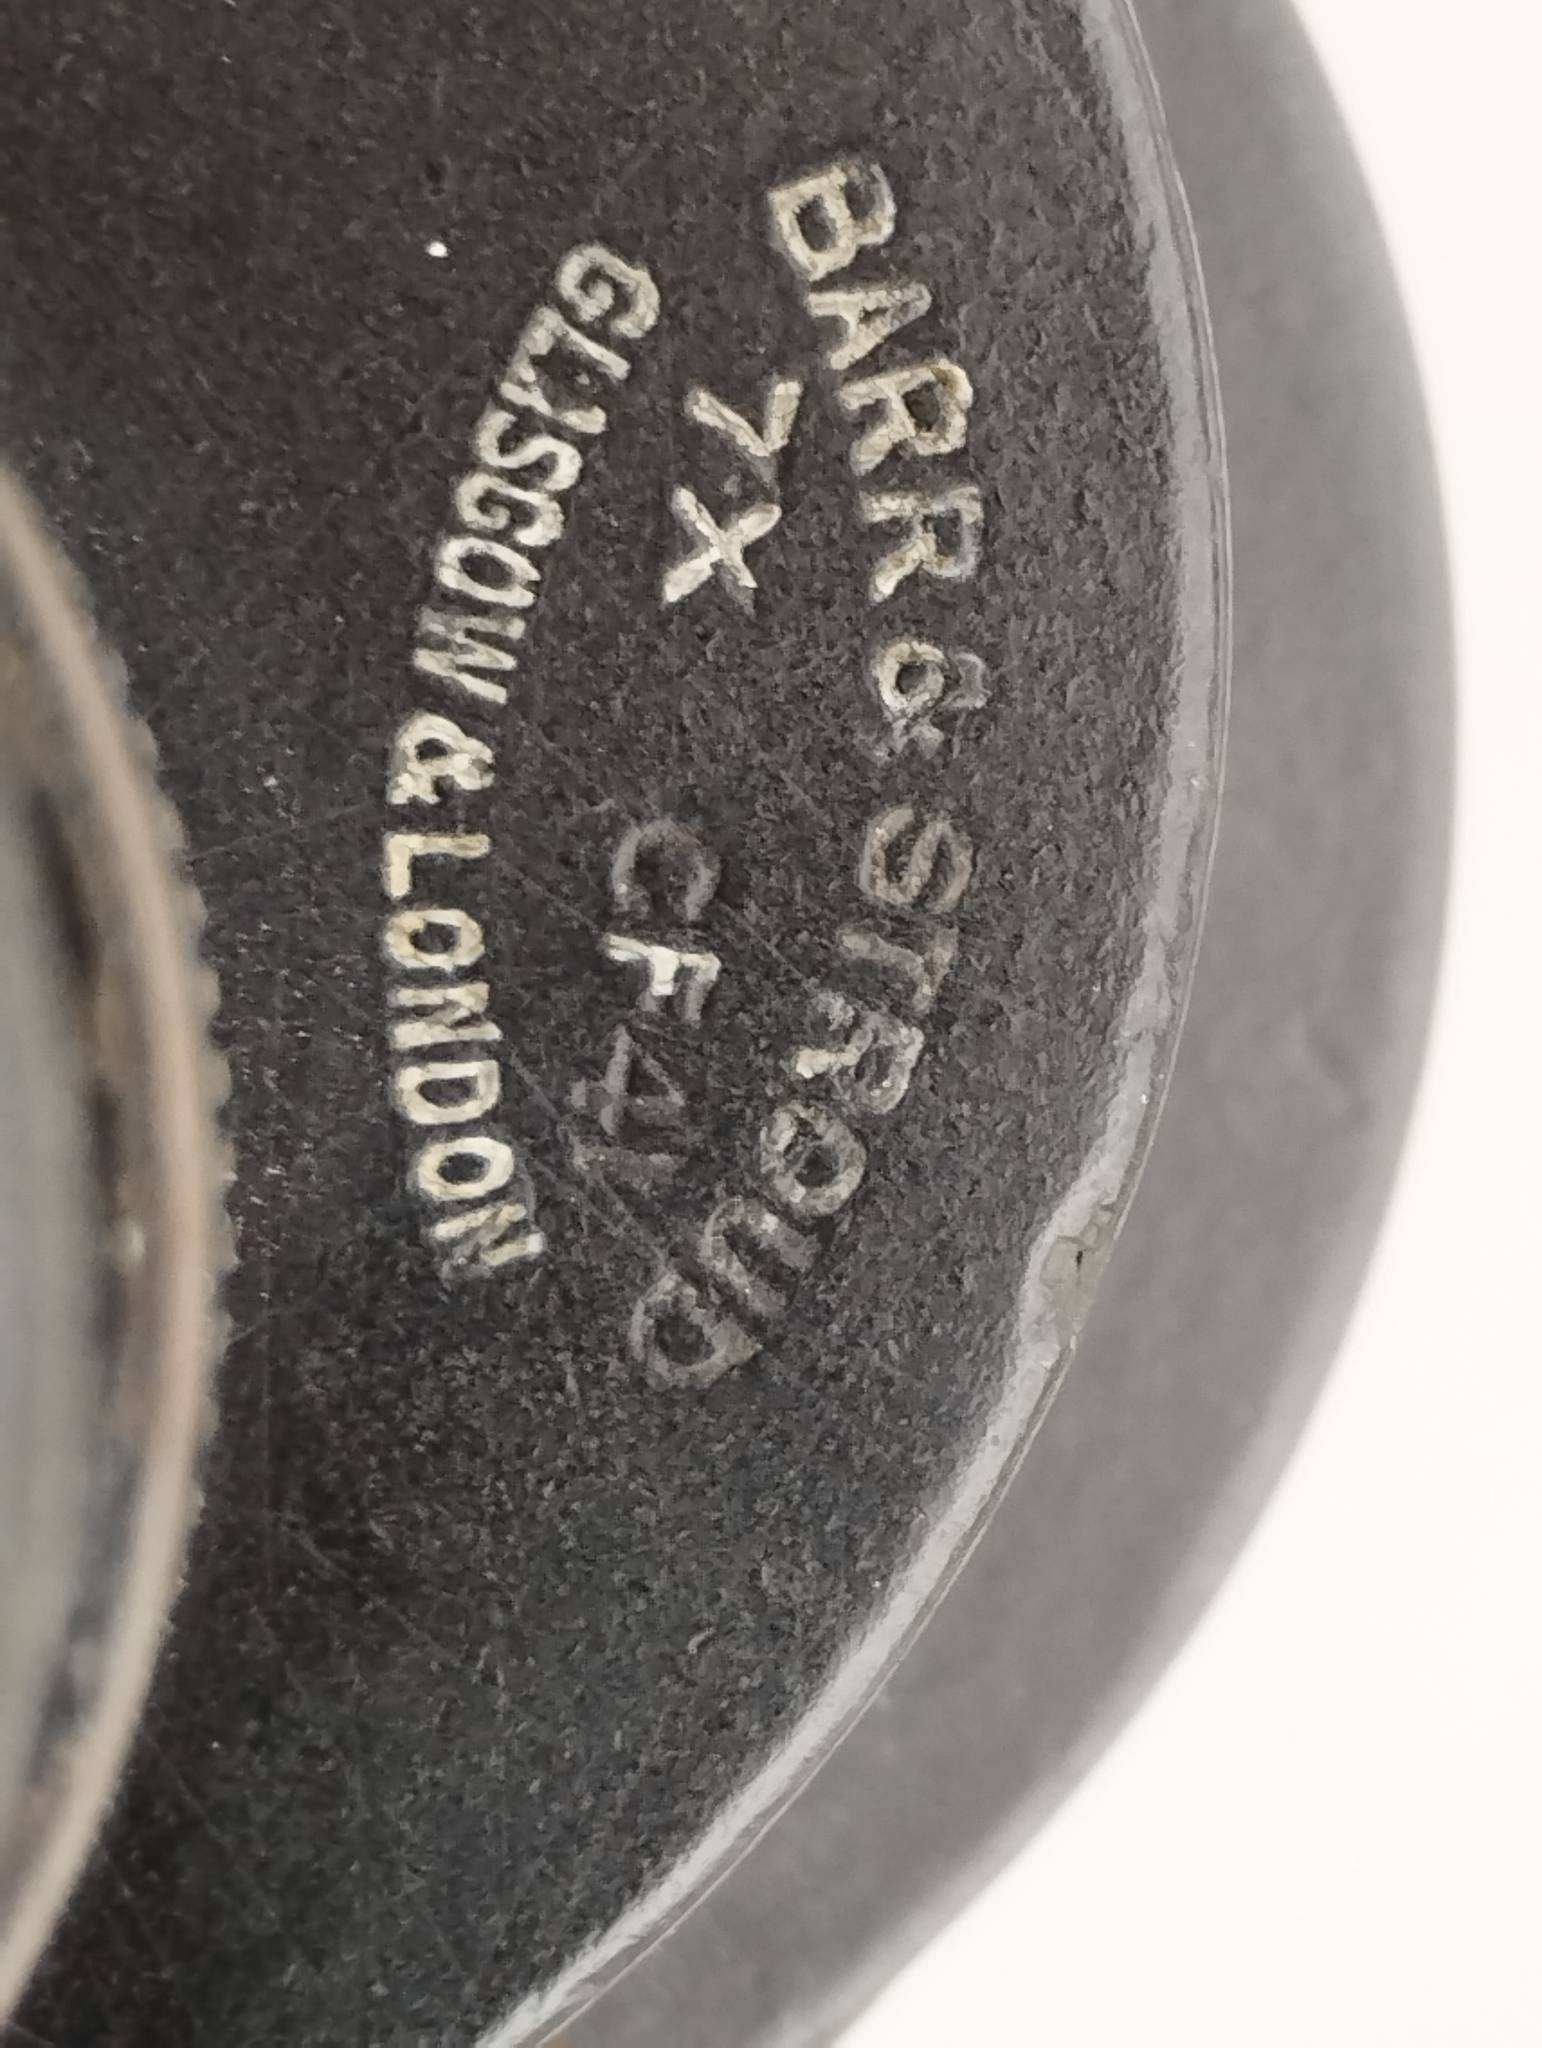 BARR & STROUD
7X CF41
GLASGOW & LONDON